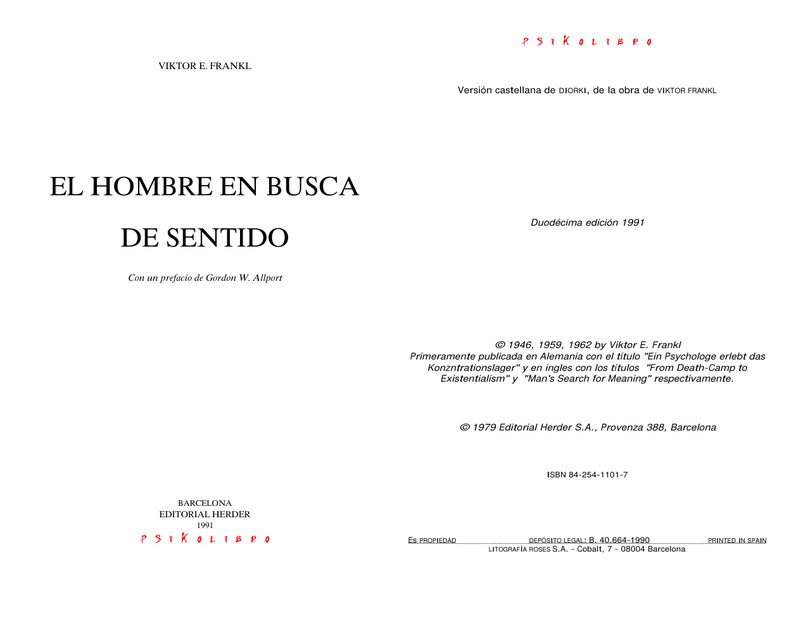 VIKTOR E. FRANKL
EL HOMBRE EN BUSCA
DE SENTIDO
Con un prefacio de Gordon W. Allport
BARCELONA
EDITORIAL HERDER
1991
PSIKOLIBRO
PSIKOLIBRO
Versión castellana de DIORKI, de la obra de VIKTOR FRANKL
Duodécima edición 1991
© 1946, 1959, 1962 by Viktor E. Frankl
Primeramente publicada en Alemania con el título "Ein Psychologe erlebt das
Konzntrationslager" y en ingles con los títulos "From Death-Camp to
Existentialism" y "Man's Search for Meaning" respectivamente.
© 1979 Editorial Herder S.A., Provenza 388, Barcelona
ISBN 84-254-1101-7
ES PROPIEDAD DEPÓSITO LEGAL: B. 40.664-1990 PRINTED IN SPAIN
LITOGRAFÍA ROSES S.A. - Cobalt, 7 - 08004 Barcelona